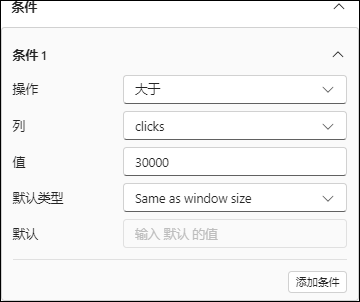 条件
条件 1
操作 大于
列 clicks
值 30000
默认类型 Same as window size
默认 输入 默认 的值
添加条件